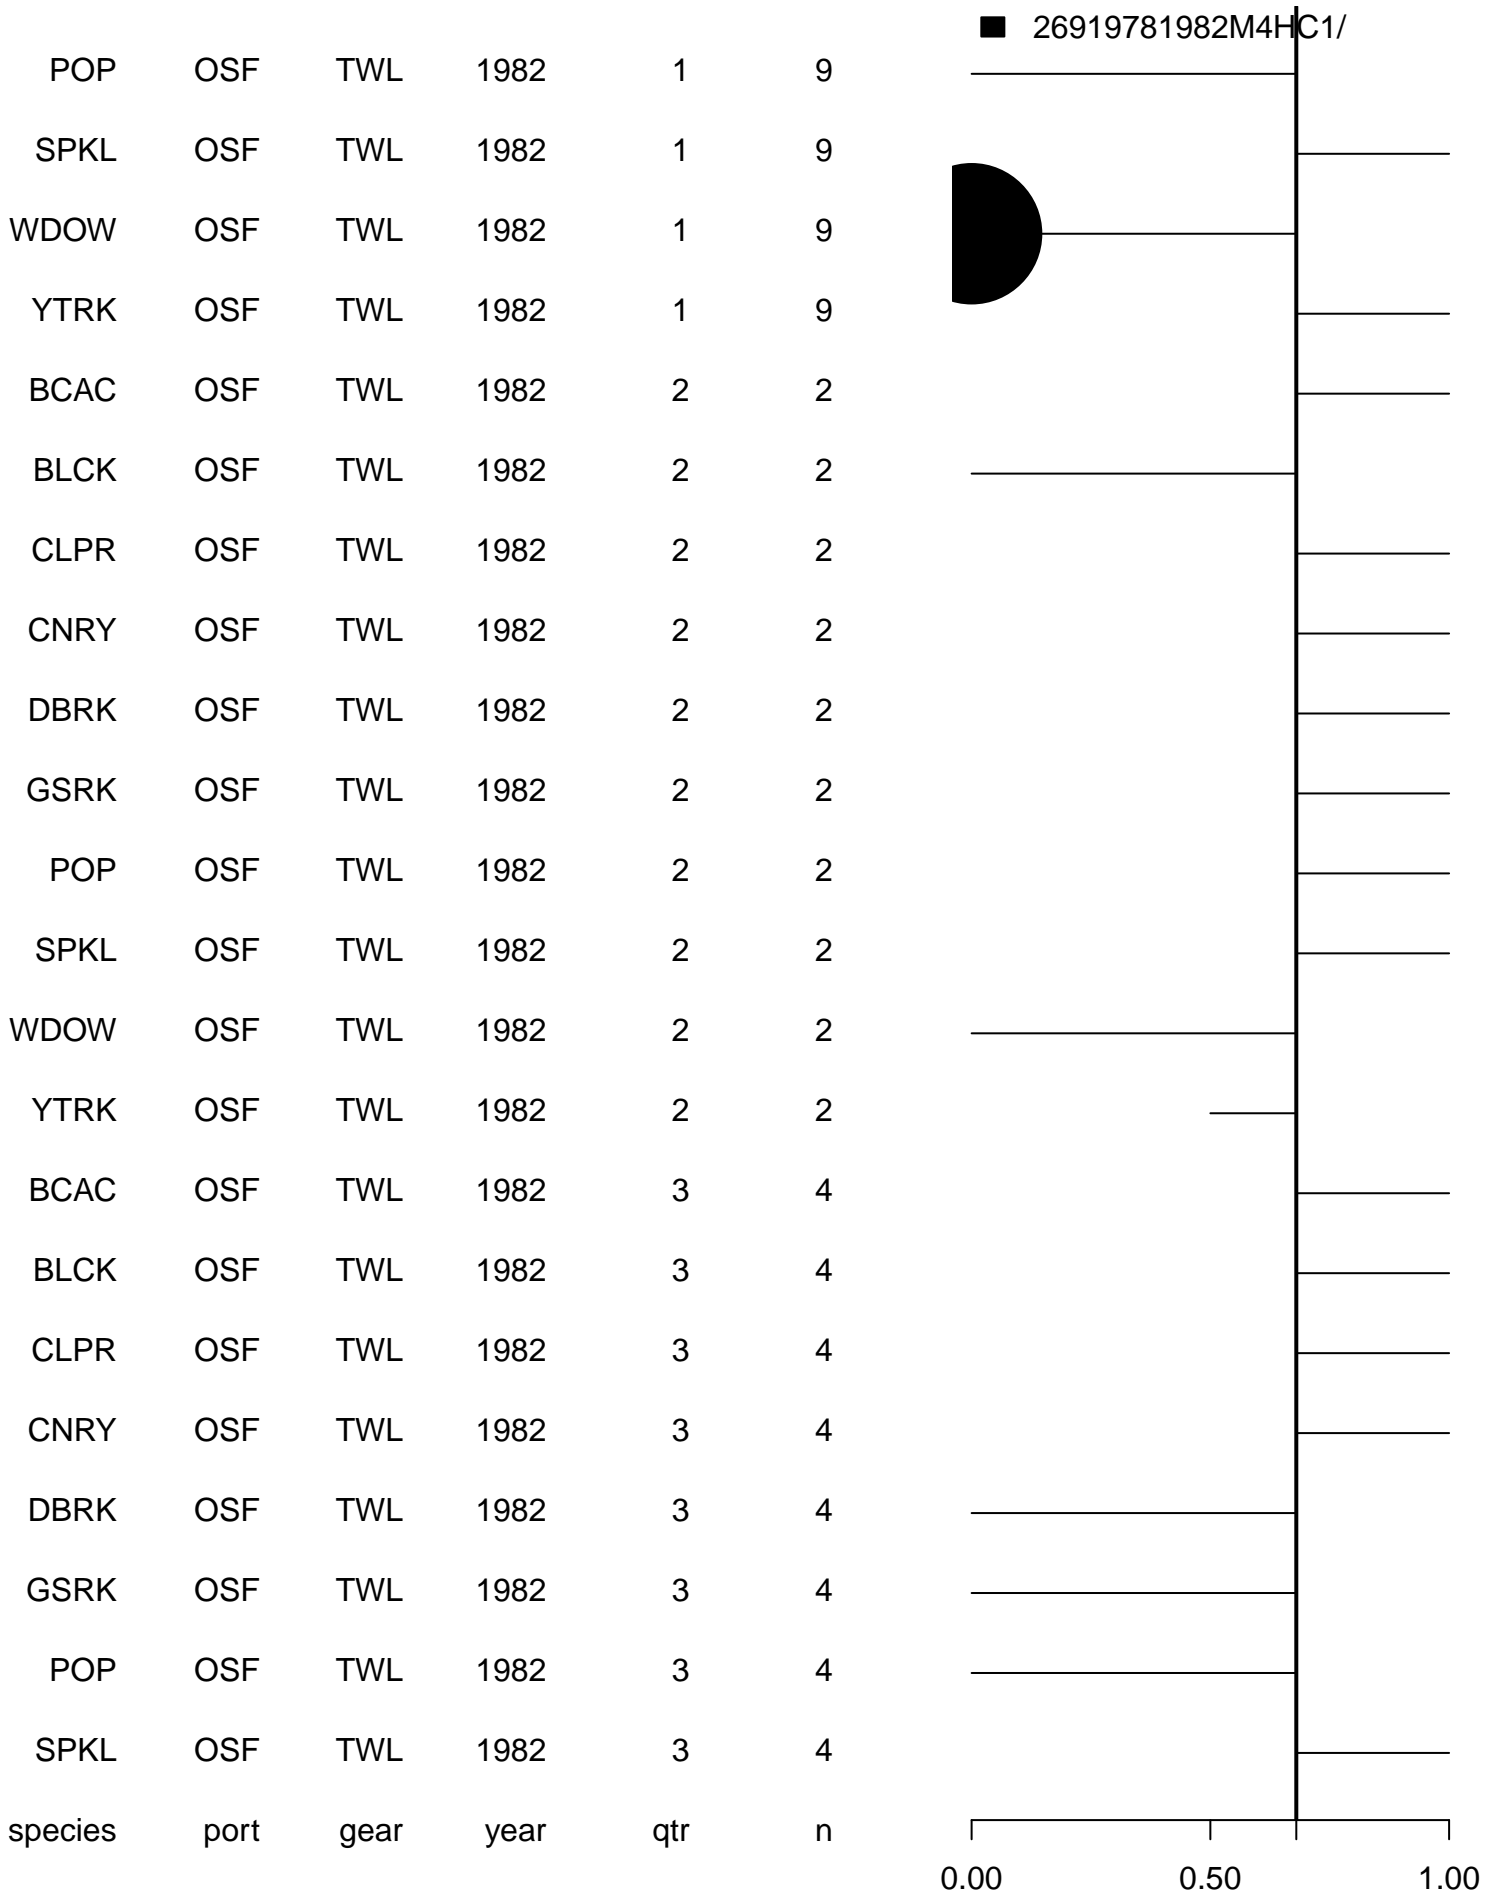 26919781982M4HC1/
POP OSF TWL 1982 1 9
SPKL OSF TWL 1982 1 9
WDOW OSF TWL 1982 1 9
YTRK OSF TWL 1982 1 9
BCAC OSF TWL 1982 2 2
BLCK OSF TWL 1982 2 2
CLPR OSF TWL 1982 2 2
CNRY OSF TWL 1982 2 2
DBRK OSF TWL 1982 2 2
GSRK OSF TWL 1982 2 2
POP OSF TWL 1982 2 2
SPKL OSF TWL 1982 2 2
WDOW OSF TWL 1982 2 2
YTRK OSF TWL 1982 2 2
BCAC OSF TWL 1982 3 4
BLCK OSF TWL 1982 3 4
CLPR OSF TWL 1982 3 4
CNRY OSF TWL 1982 3 4
DBRK OSF TWL 1982 3 4
GSRK OSF TWL 1982 3 4
POP OSF TWL 1982 3 4
SPKL OSF TWL 1982 3 4
species port gear year qtr n
0.00 0.50 1.00